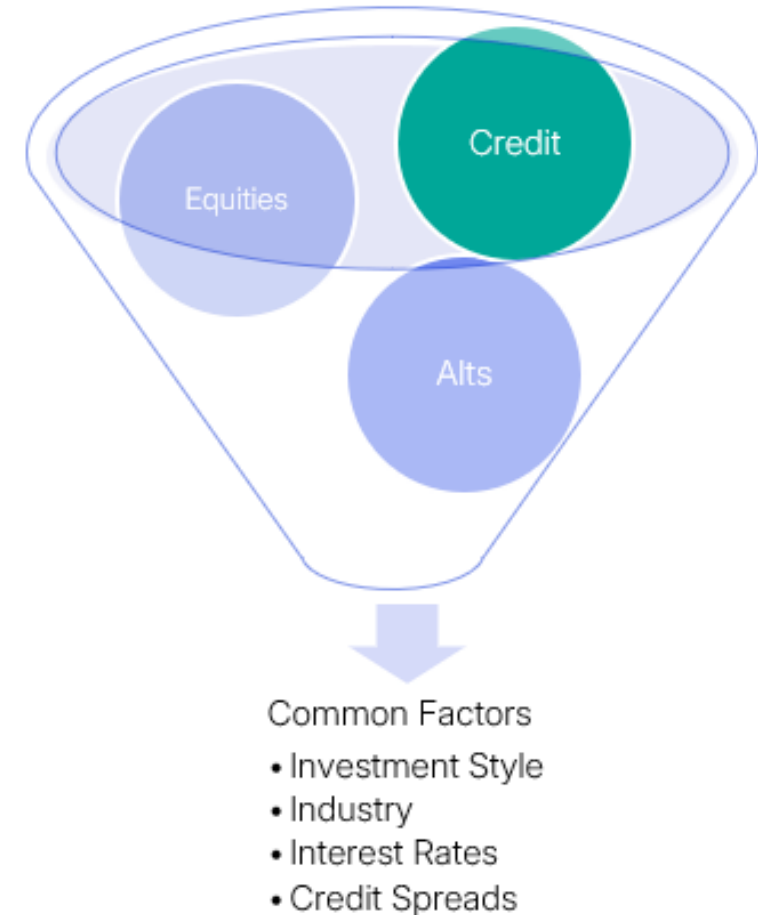 Credit
Equities
Alts
Common Factors
• Investment Style
• Industry
• Interest Rates
• Credit Spreads